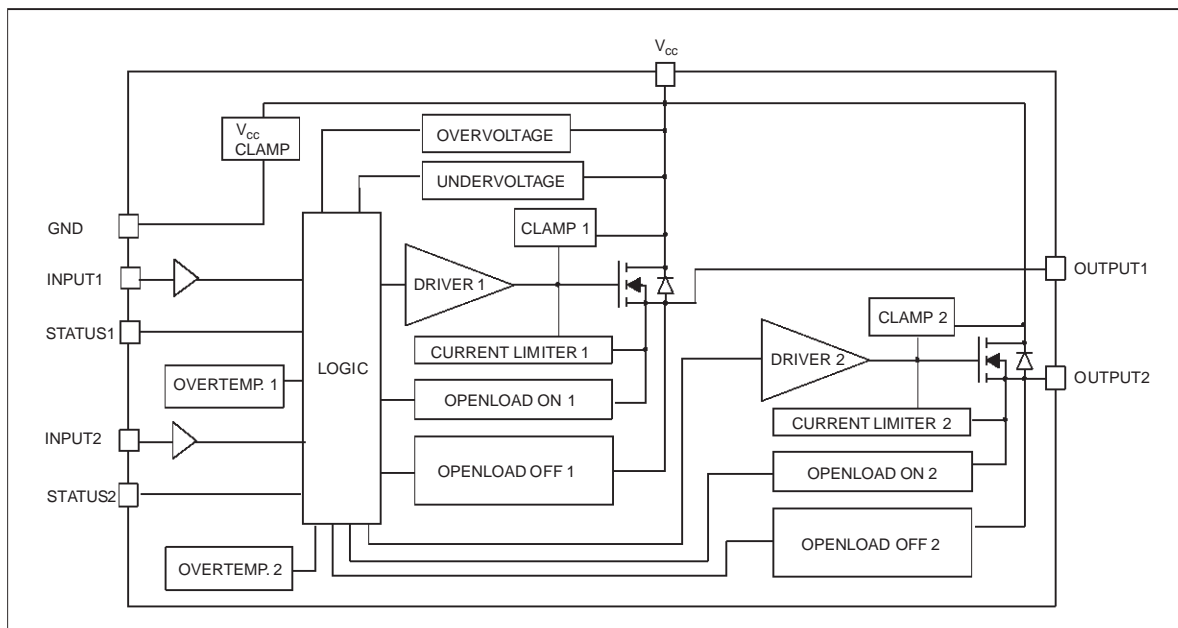 Vcc
Vcc
CLAMP
OVERVOLTAGE
UNDERVOLTAGE
GND
CLAMP 1
INPUT1
DRIVER 1
OUTPUT1
STATUS1
CLAMP 2
CURRENT LIMITER 1
DRIVER 2
LOGIC
OVERTEMP. 1
OUTPUT2
OPENLOAD ON 1
CURRENT LIMITER 2
INPUT2
OPENLOAD OFF 1
OPENLOAD ON 2
STATUS2
OPENLOAD OFF 2
OVERTEMP. 2